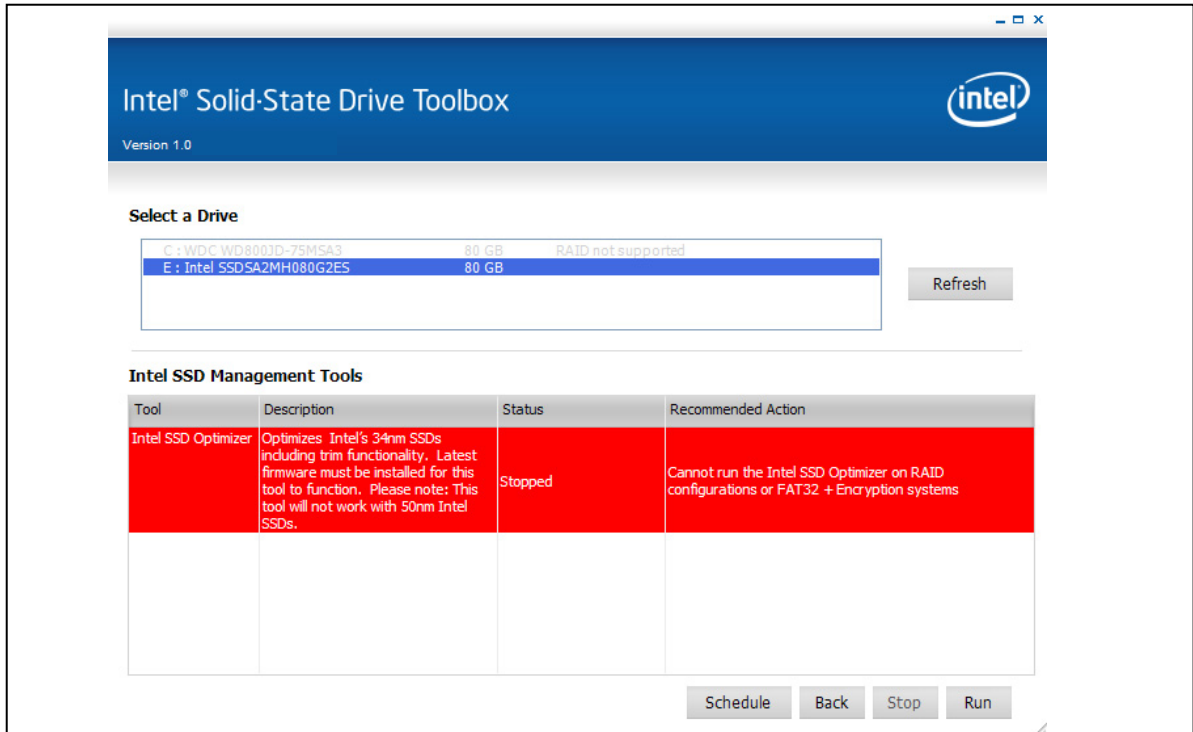 Intel® Solid-State Drive Toolbox
intel
Version 1.0
Select a Drive
C : WDC WD800JD-75MSA3 80 GB RAID not supported
E : Intel SSDSA2MH080G2ES 80 GB
Refresh
Intel SSD Management Tools
Tool Description Status Recommended Action
Intel SSD Optimizer
Optimizes Intel's 34nm SSDs
including trim functionality. Latest
firmware must be installed for this
tool to function. Please note: This
tool will not work with 50nm Intel
SSDs.
Stopped
Cannot run the Intel SSD Optimizer on RAID
configurations or FAT32 + Encryption systems
Schedule Back Stop Run